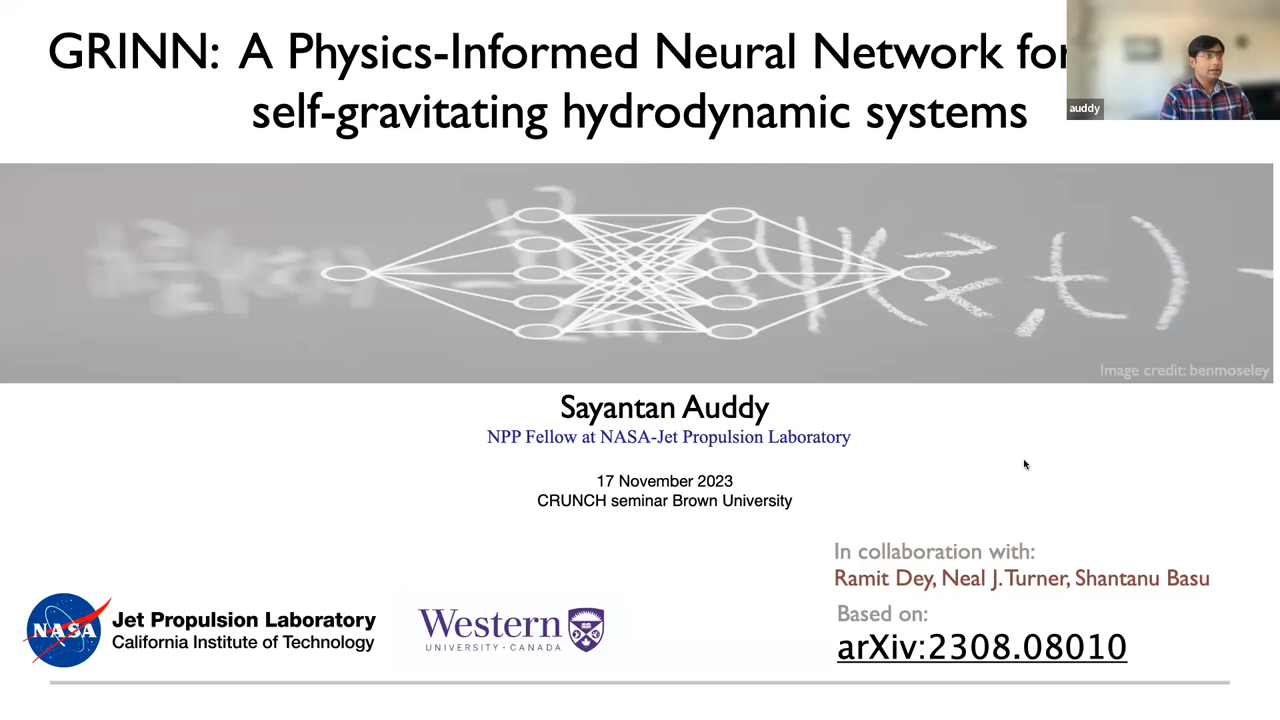 GRINN: A Physics-Informed Neural Network for
self-gravitating hydrodynamic systems
auddy
Ψ(x,t)
Image credit: benmoseley
Sayantan Auddy
NPP Fellow at NASA-Jet Propulsion Laboratory
17 November 2023
CRUNCH seminar Brown University
In collaboration with:
Ramit Dey, Neal J. Turner, Shantanu Basu
Based on:
arXiv:2308.08010
NASA
Jet Propulsion Laboratory
California Institute of Technology
Western
UNIVERSITY · CANADA